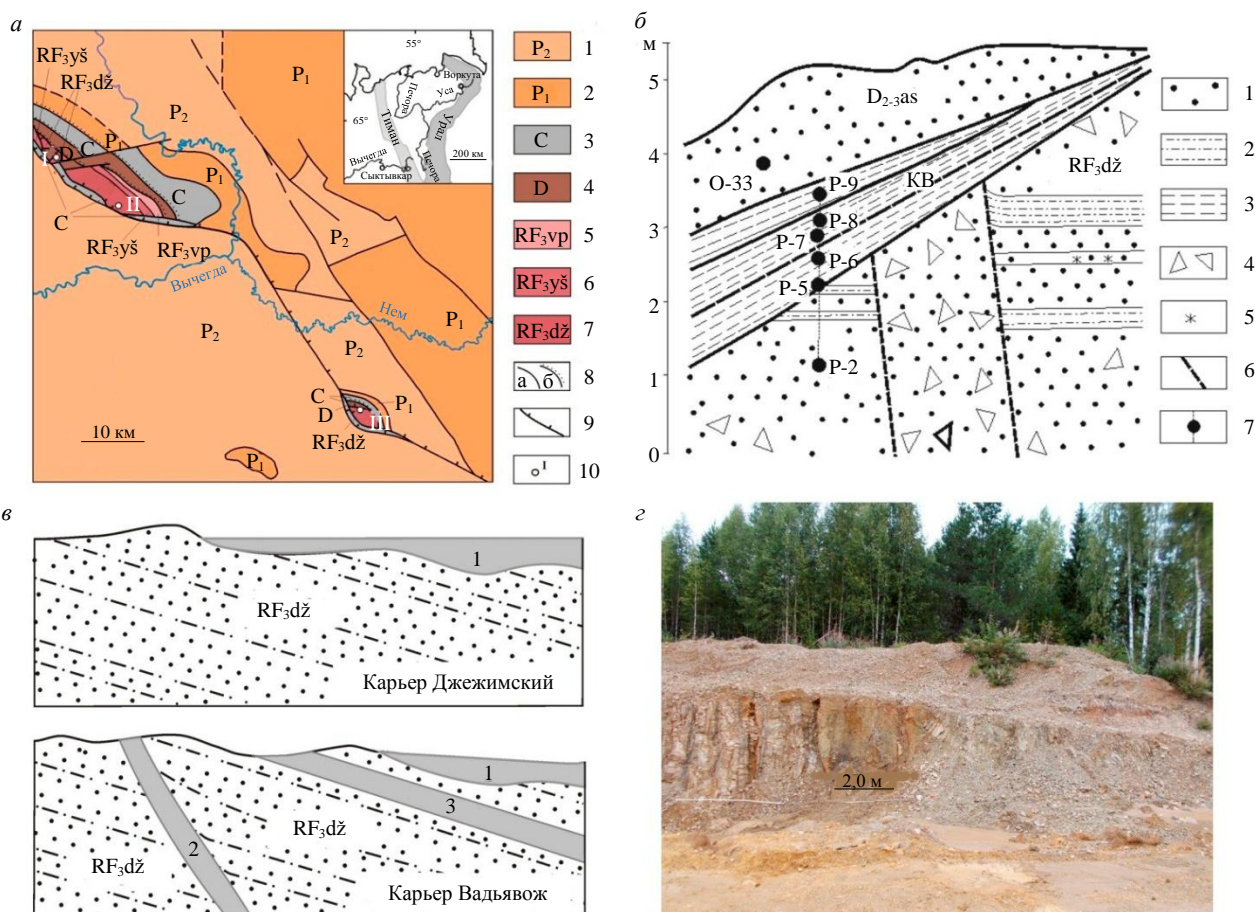 а
RF₃yš
RF₃dž
P₂
P₁
P₁
D
C
I
C
P₁
II
C
RF₃yš
RF₃vp
Вычегда
P₂
Нем
P₁
P₂
P₂
C
D
P₁
III
RF₃dž
10 км
P₁
55°
Воркута
Уса
Печора
65°
Тиман
Урал
Вычегда
Печора
Сыктывкар
200 км
P₂ 1
P₁ 2
C 3
D 4
RF₃vp 5
RF₃yš 6
RF₃dž 7
а б 8
9
I 10
б
м
5
4
3
2
1
0
D₂₋₃as
О-33
Р-9
КВ
RF₃dž
Р-8
Р-7
Р-6
Р-5
Р-2
1
2
3
4
5
6
7
в
1
RF₃dž
Карьер Джежимский
1
3
RF₃dž
2
RF₃dž
Карьер Вадьявож
г
2,0 м